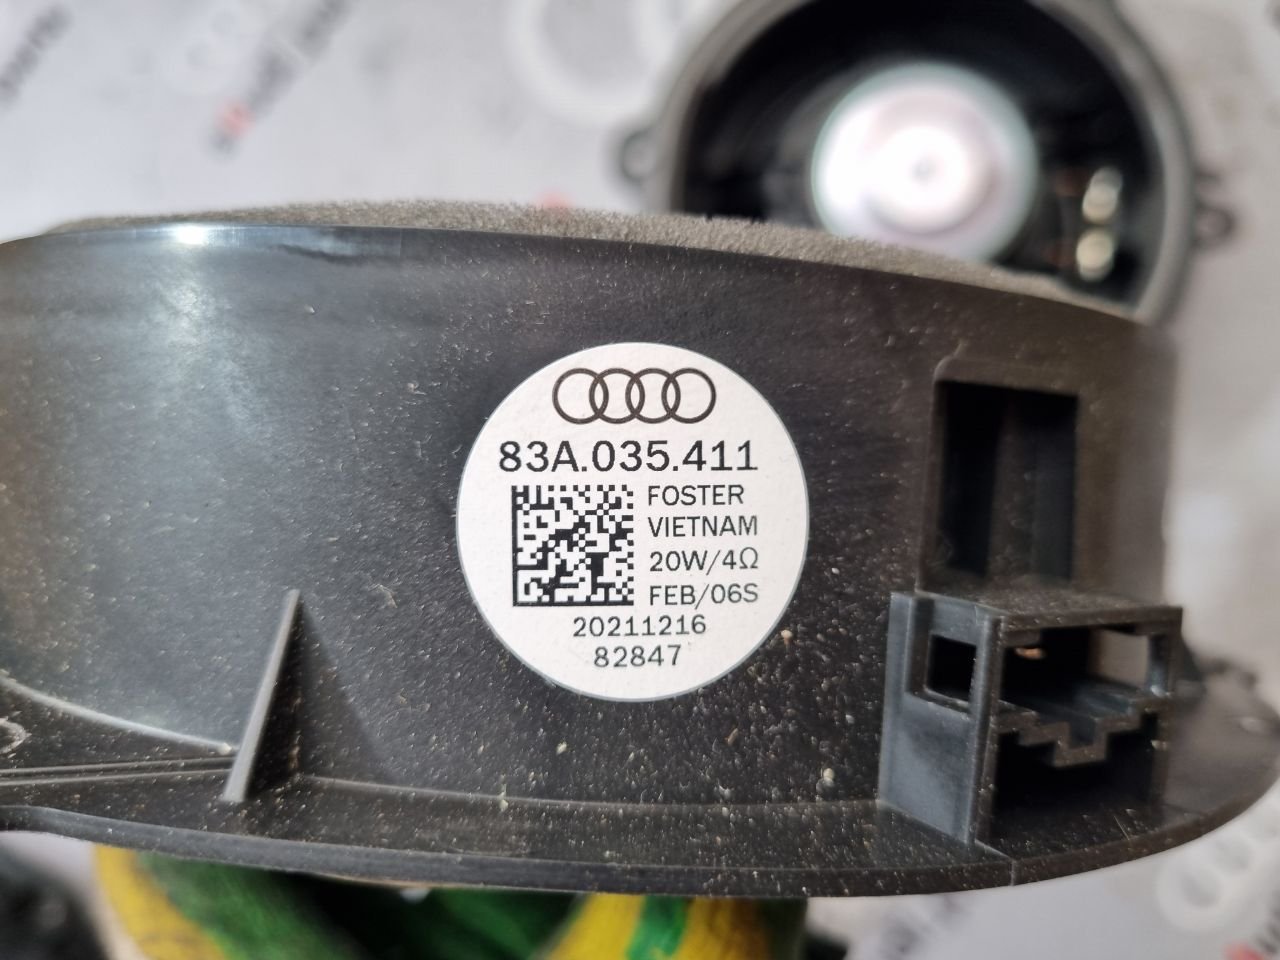 83A.035.411
FOSTER
VIETNAM
20W/4Ω
FEB/06S
20211216
82847